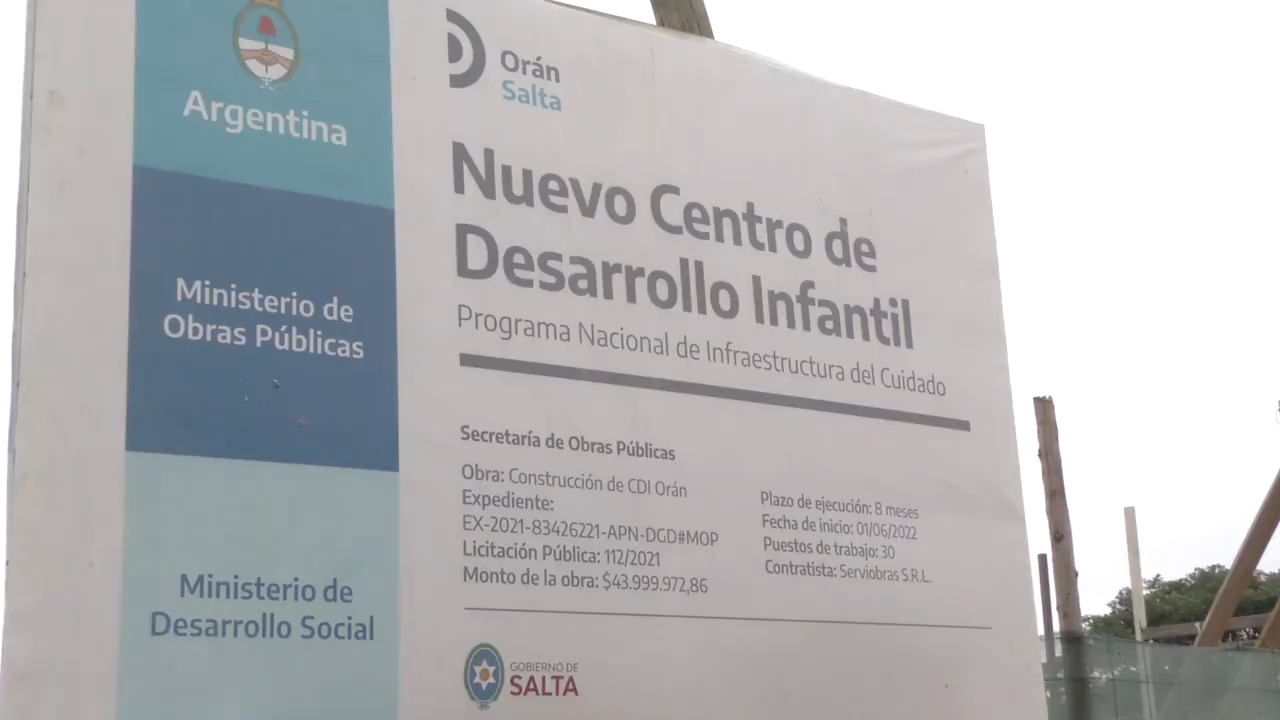 Argentina
Ministerio de
Obras Públicas
Ministerio de
Desarrollo Social
Orán
Salta
Nuevo Centro de
Desarrollo Infantil
Programa Nacional de Infraestructura del Cuidado
Secretaría de Obras Públicas
Obra: Construcción de CDI Orán
Expediente:
EX-2021-83426221-APN-DGD#MOP
Licitación Pública: 112/2021
Monto de la obra: $43.999.972,86
Plazo de ejecución: 8 meses
Fecha de inicio: 01/06/2022
Puestos de trabajo: 30
Contratista: Serviobras S.R.L.
GOBIERNO DE
SALTA